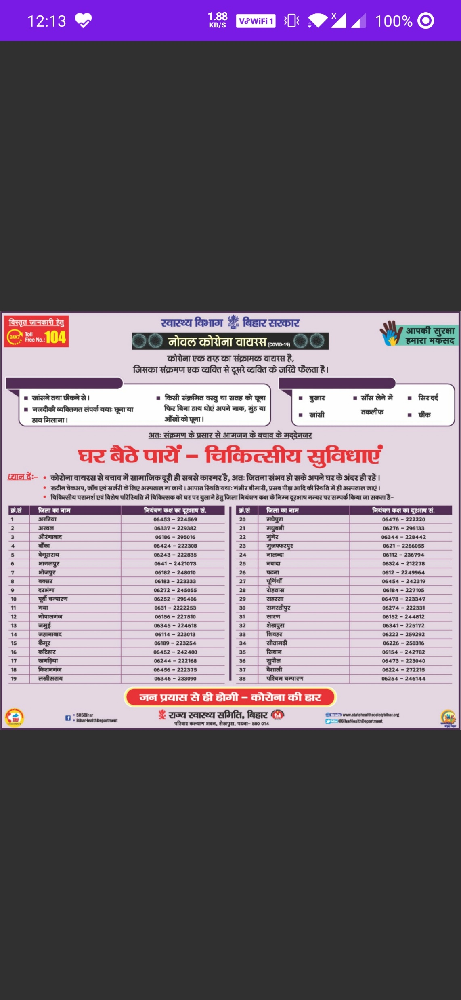 12:13
1.88
KB/S
VoWiFi 1
X
100%
विस्तृत जानकारी हेतु
24X7 Toll Free No.: 104
स्वास्थ्य विभाग बिहार सरकार
नोवल कोरोना वायरस (COVID-19)
आपकी सुरक्षा
हमारा मकसद
कोरोना एक तरह का संक्रामक वायरस है,
जिसका संक्रमण एक व्यक्ति से दूसरे व्यक्ति के जरिये फैलता है।
खांसने तथा छींकने से।
नजदीकी व्यक्तिगत संपर्क यथाः छूना या
हाथ मिलाना।
किसी संक्रमित वस्तु या सतह को छूना
फिर बिना हाथ धोएं अपने नाक, मुंह या
आँखों को छूना।
बुखार
खांसी
साँस लेने में
तकलीफ
सिर दर्द
छींक
अतः संक्रमण के प्रसार से आमजन के बचाव के मद्देनजर
घर बैठे पायें – चिकित्सीय सुविधाएं
ध्यान देंः– • कोरोना वायरस से बचाव में सामाजिक दूरी ही सबसे कारगर है, अतः जितना संभव हो सके अपने घर के अंदर ही रहें।
• रूटीन चेकअप, जाँच एवं सर्जरी के लिए अस्पताल ना जायें। आपात स्थिति यथाः गंभीर बीमारी, प्रसव पीड़ा आदि की स्थिति में ही अस्पताल जाएं।
• चिकित्सीय परामर्श एवं विशेष परिस्थिति में चिकित्सक को घर पर बुलाने हेतु जिला नियंत्रण कक्ष के निम्न दूरभाष नम्बर पर सम्पर्क किया जा सकता है–
क्रं.सं जिला का नाम नियंत्रण कक्ष का दूरभाष सं.
1 अररिया 06453 – 224569
2 अरवल 06337 – 229382
3 औरंगाबाद 06186 – 295016
4 बाँका 06424 – 222308
5 बेगूसराय 06243 – 222835
6 भागलपुर 0641 – 2421073
7 भोजपुर 06182 – 248010
8 बक्सर 06183 – 223333
9 दरभंगा 06272 – 245055
10 पूर्वी चम्पारण 06252 – 296406
11 गया 0631 – 2222253
12 गोपालगंज 06156 – 227510
13 जमुई 06345 – 224618
14 जहानाबाद 06114 – 223013
15 कैमूर 06189 – 223254
16 कटिहार 06452 – 242400
17 खगड़िया 06244 – 222168
18 किशनगंज 06456 – 222375
19 लखीसराय 06346 – 233090
क्रं.सं जिला का नाम नियंत्रण कक्ष का दूरभाष सं.
20 मधेपुरा 06476 – 222220
21 मधुबनी 06276 – 296133
22 मुंगेर 06344 – 228442
23 मुजफ्फरपुर 0621 – 2266055
24 नालन्दा 06112 – 236794
25 नवादा 06324 – 212278
26 पटना 0612 – 2249964
27 पूर्णियाँ 06454 – 242319
28 रोहतास 06184 – 227105
29 सहरसा 06478 – 223347
30 समस्तीपुर 06274 – 222331
31 सारण 06152 – 244812
32 शेखपुरा 06341 – 225172
33 शिवहर 06222 – 259292
34 सीतामढ़ी 06226 – 250316
35 सिवान 06154 – 242782
36 सुपौल 06473 – 223040
37 वैशाली 06224 – 272215
38 पश्चिम चम्पारण 06254 – 246144
जन प्रयास से ही होगी – कोरोना की हार
• SHSBihar
• BiharHealthDepartment
राज्य स्वास्थ्य समिति, बिहार
परिवार कल्याण भवन, शेखपुरा, पटना– 800 014
Website www.statehealthsocietybihar.org
Twitter @BiharHealthDepartment